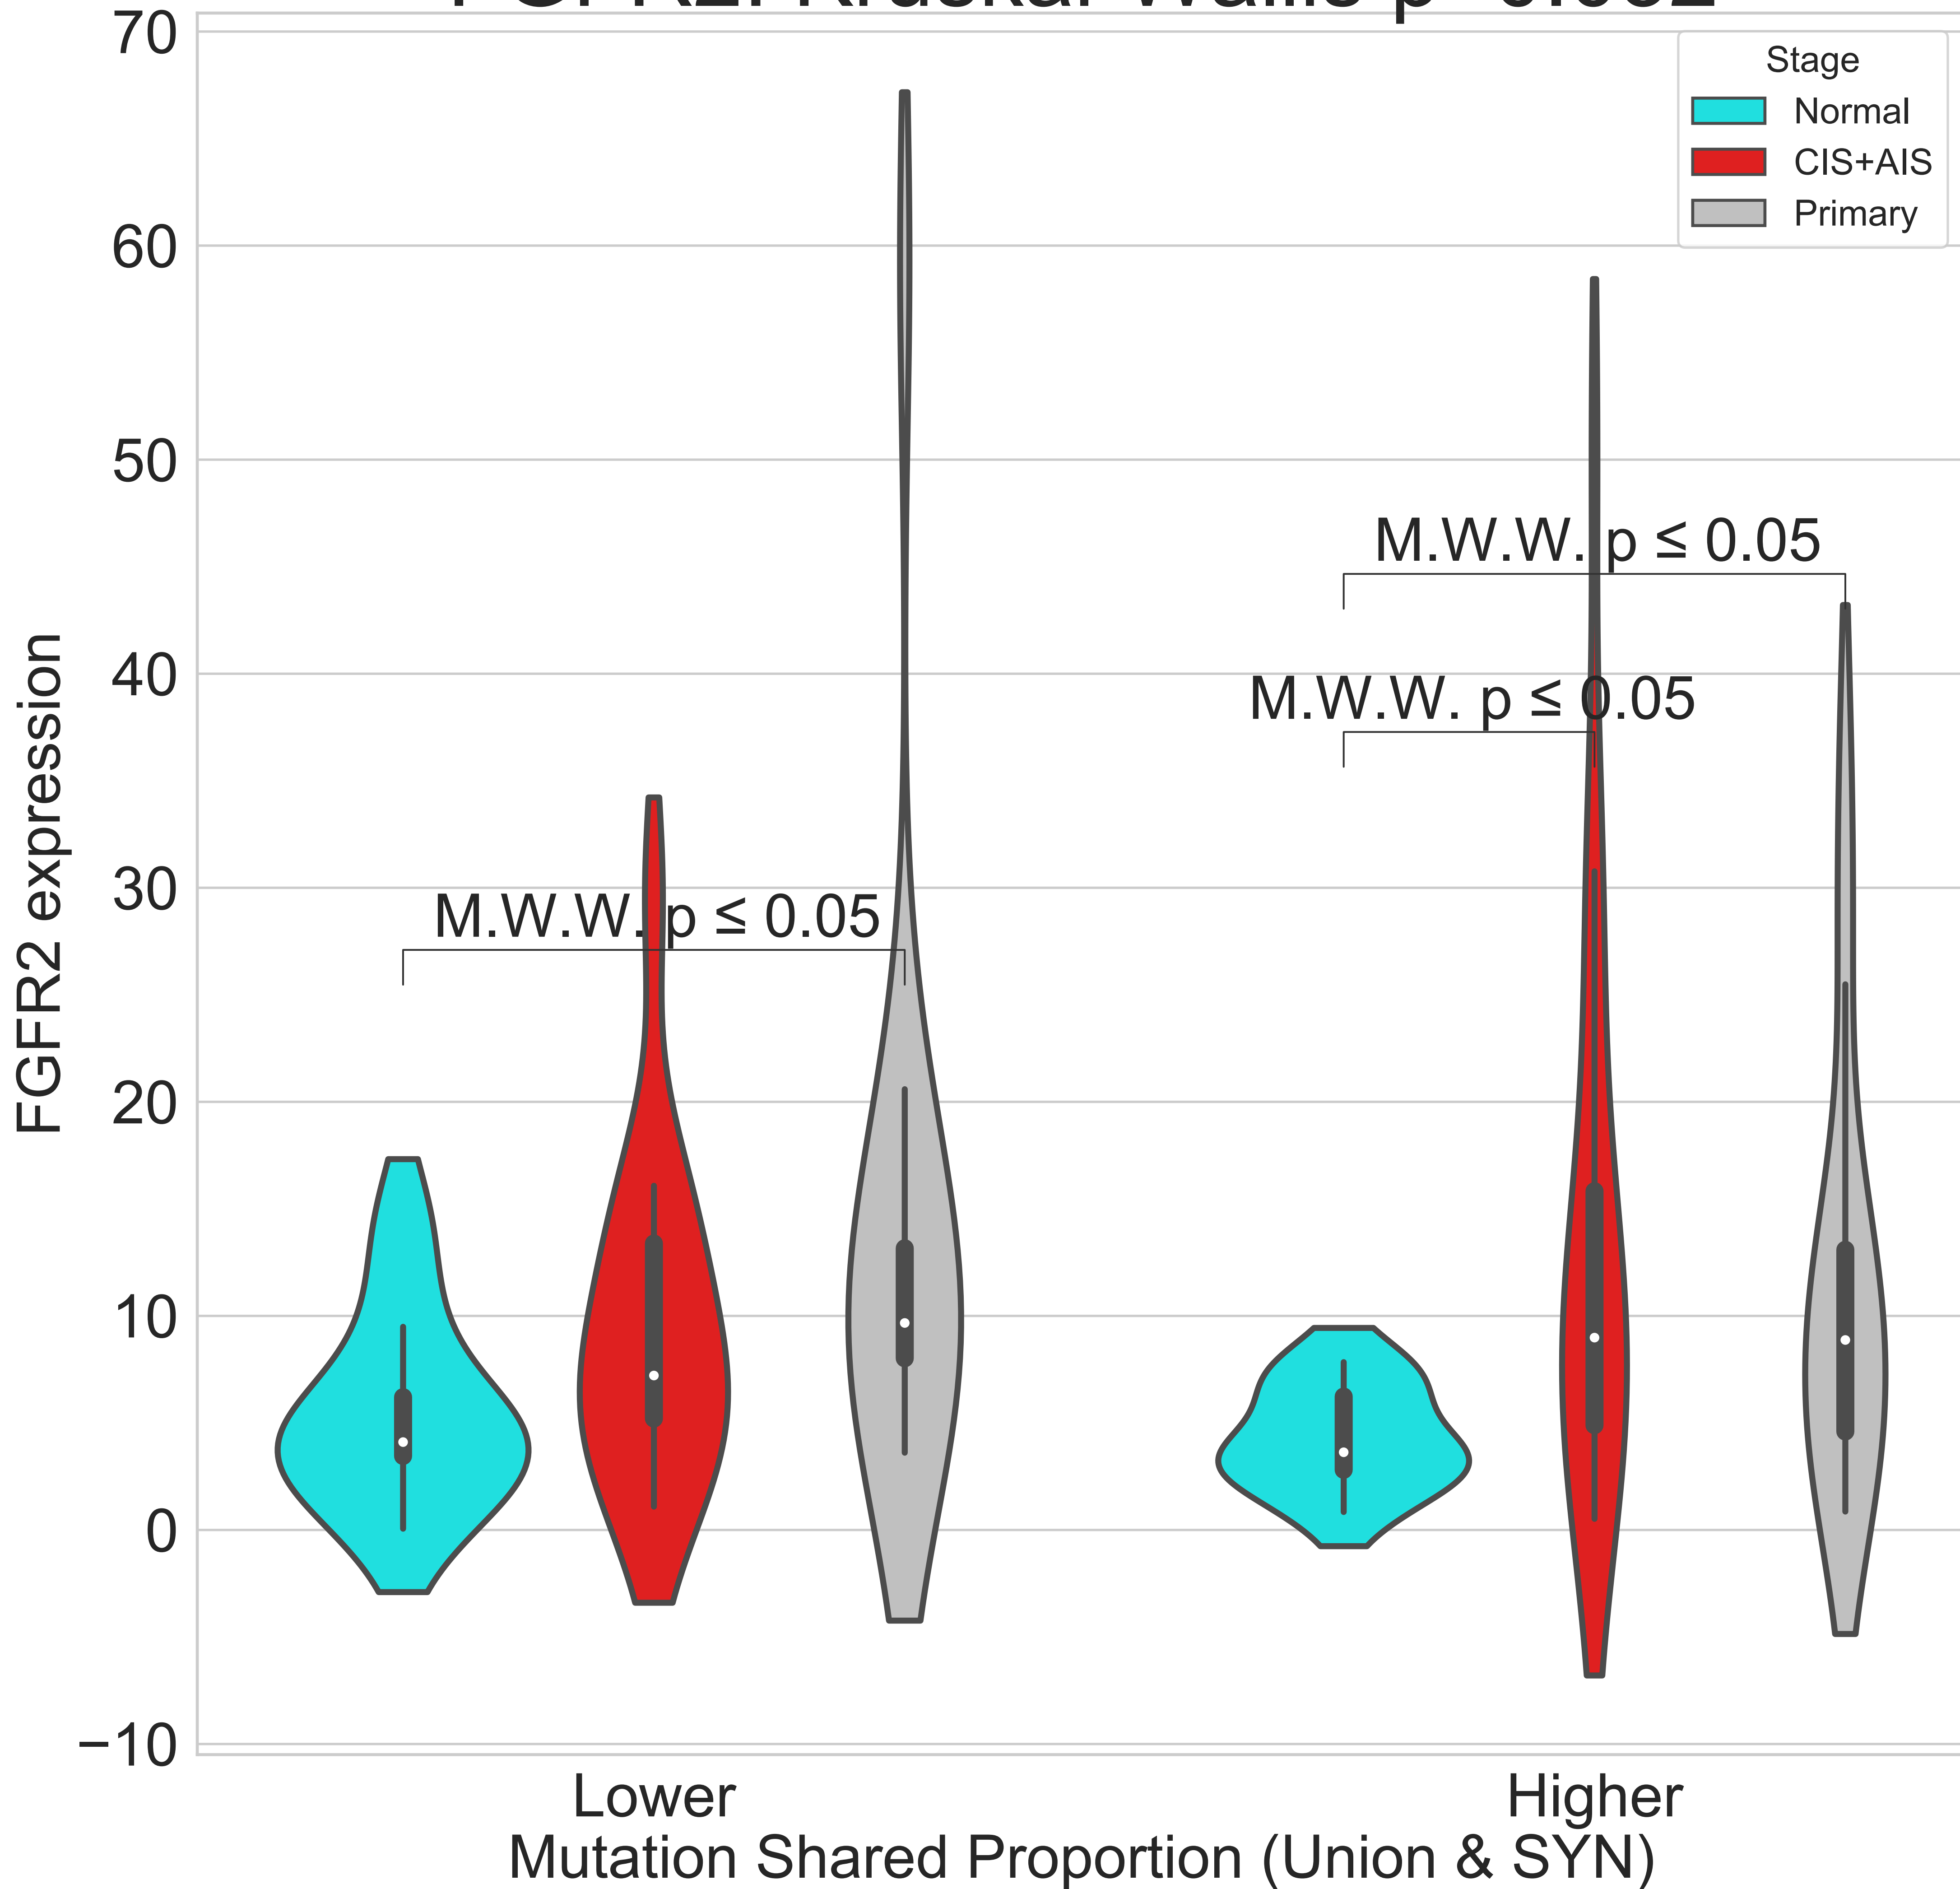 70
60
50
40
30
20
10
0
−10
FGFR2 expression
Stage
Normal
CIS+AIS
Primary
M.W.W. p ≤ 0.05
M.W.W. p ≤ 0.05
M.W.W. p ≤ 0.05
Lower
Higher
Mutation Shared Proportion (Union & SYN)